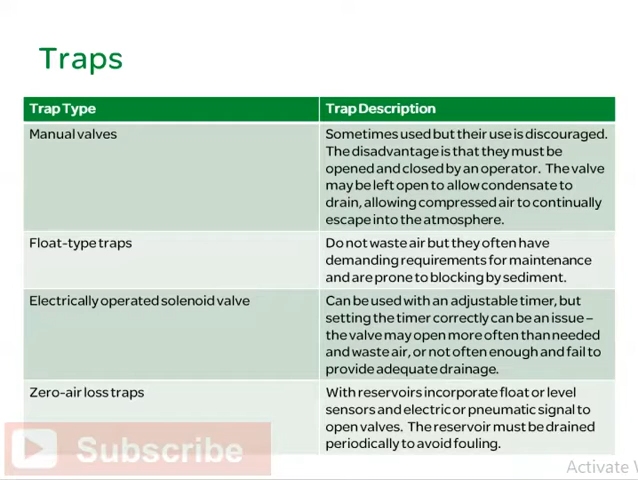 Traps
Trap Type
Trap Description
Manual valves
Sometimes used but their use is discouraged.
The disadvantage is that they must be
opened and closed by an operator. The valve
may be left open to allow condensate to
drain, allowing compressed air to continually
escape into the atmosphere.
Float-type traps
Do not waste air but they often have
demanding requirements for maintenance
and are prone to blocking by sediment.
Electrically operated solenoid valve
Can be used with an adjustable timer, but
setting the timer correctly can be an issue –
the valve may open more often than needed
and waste air, or not often enough and fail to
provide adequate drainage.
Zero-air loss traps
With reservoirs incorporate float or level
sensors and electric or pneumatic signal to
open valves. The reservoir must be drained
periodically to avoid fouling.
Subscribe
Activate